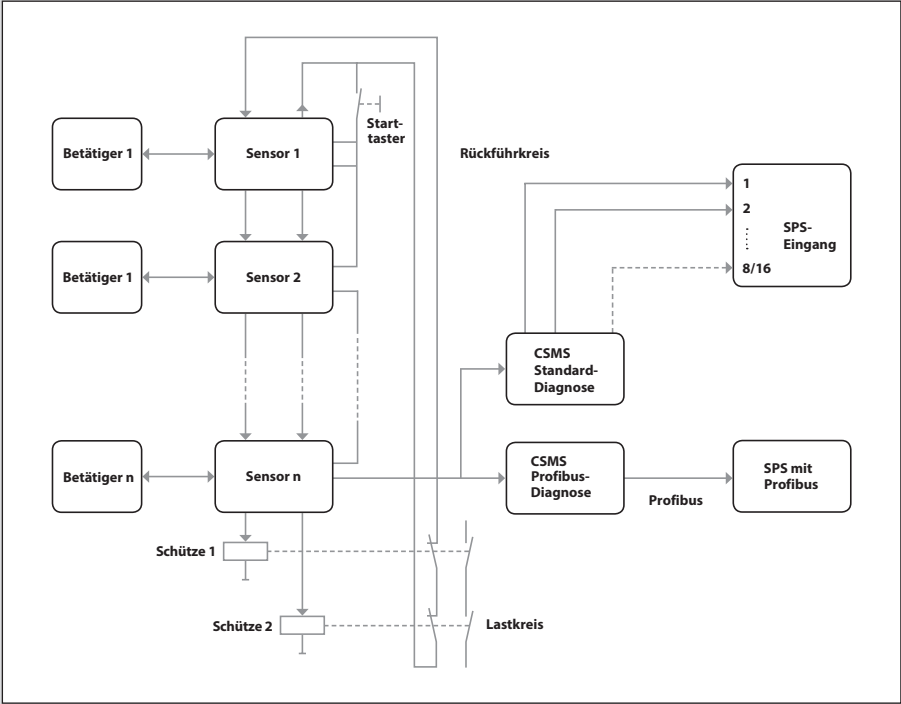 Start-
taster
Betätiger 1
Sensor 1
Rückführkreis
1
2
SPS-
Eingang
8/16
Betätiger 1
Sensor 2
CSMS
Standard-
Diagnose
Betätiger n
Sensor n
CSMS
Profibus-
Diagnose
Profibus
SPS mit
Profibus
Schütze 1
Schütze 2
Lastkreis